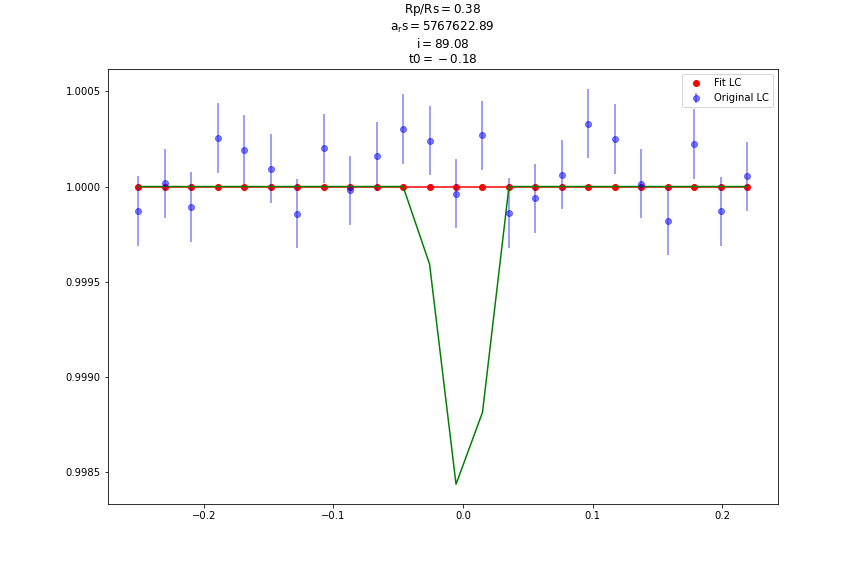 Rp/Rs = 0.38
aᵣs = 5767622.89
i = 89.08
t0 = −0.18
1.0005
1.0000
0.9995
0.9990
0.9985
Fit LC
Original LC
−0.2
−0.1
0.0
0.1
0.2